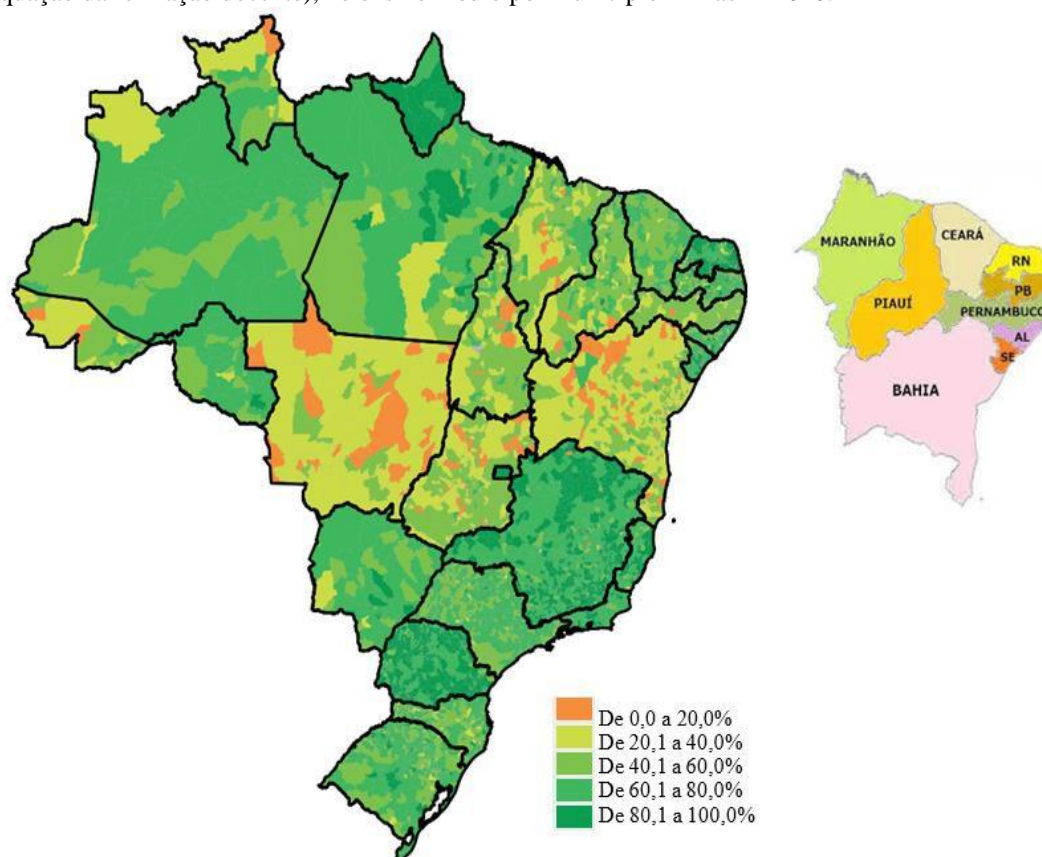 MARANHÃO
CEARÁ
RN
PB
PIAUÍ
PERNAMBUCO
AL
SE
BAHIA
De 0,0 a 20,0%
De 20,1 a 40,0%
De 40,1 a 60,0%
De 60,1 a 80,0%
De 80,1 a 100,0%